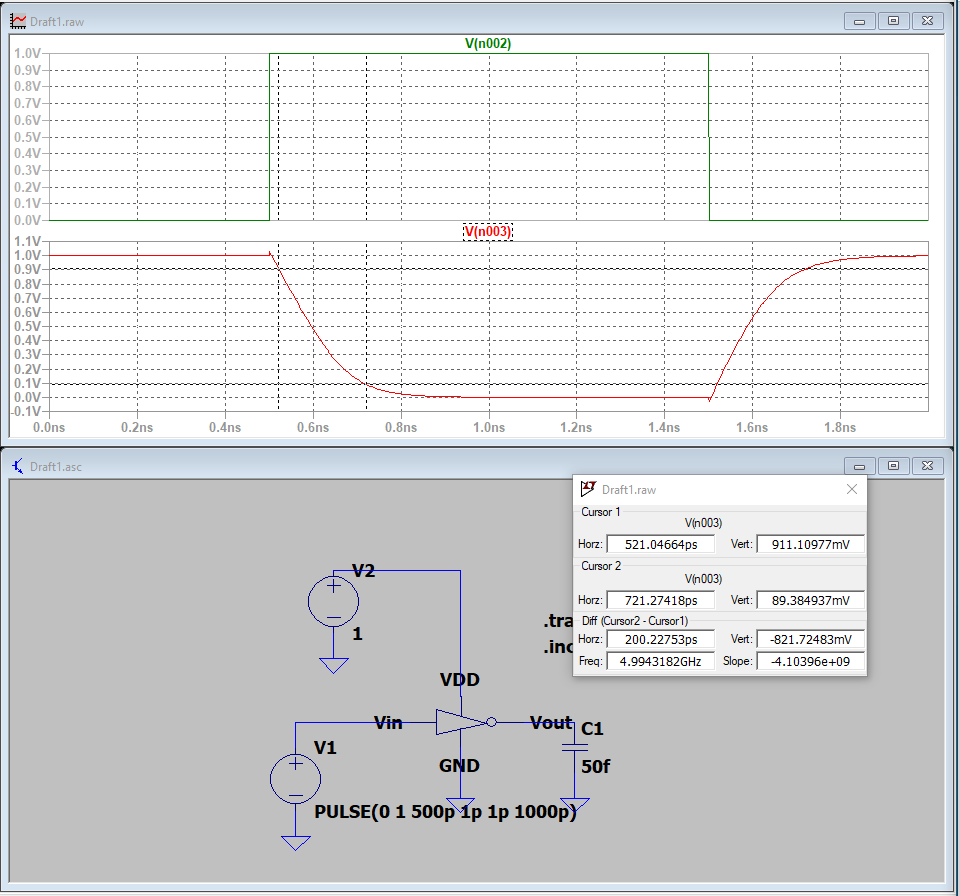 Draft1.raw
V(n002)
1.0V
0.9V
0.8V
0.7V
0.6V
0.5V
0.4V
0.3V
0.2V
0.1V
0.0V
V(n003)
1.1V
1.0V
0.9V
0.8V
0.7V
0.6V
0.5V
0.4V
0.3V
0.2V
0.1V
0.0V
-0.1V
0.0ns 0.2ns 0.4ns 0.6ns 0.8ns 1.0ns 1.2ns 1.4ns 1.6ns 1.8ns
Draft1.asc
V2
1
VDD
Vin
Vout
C1
50f
V1
GND
PULSE(0 1 500p 1p 1p 1000p)
.tra
.inc
Draft1.raw
Cursor 1
V(n003)
Horz: 521.04664ps Vert: 911.10977mV
Cursor 2
V(n003)
Horz: 721.27418ps Vert: 89.384937mV
Diff (Cursor2 - Cursor1)
Horz: 200.22753ps Vert: -821.72483mV
Freq: 4.9943182GHz Slope: -4.10396e+09